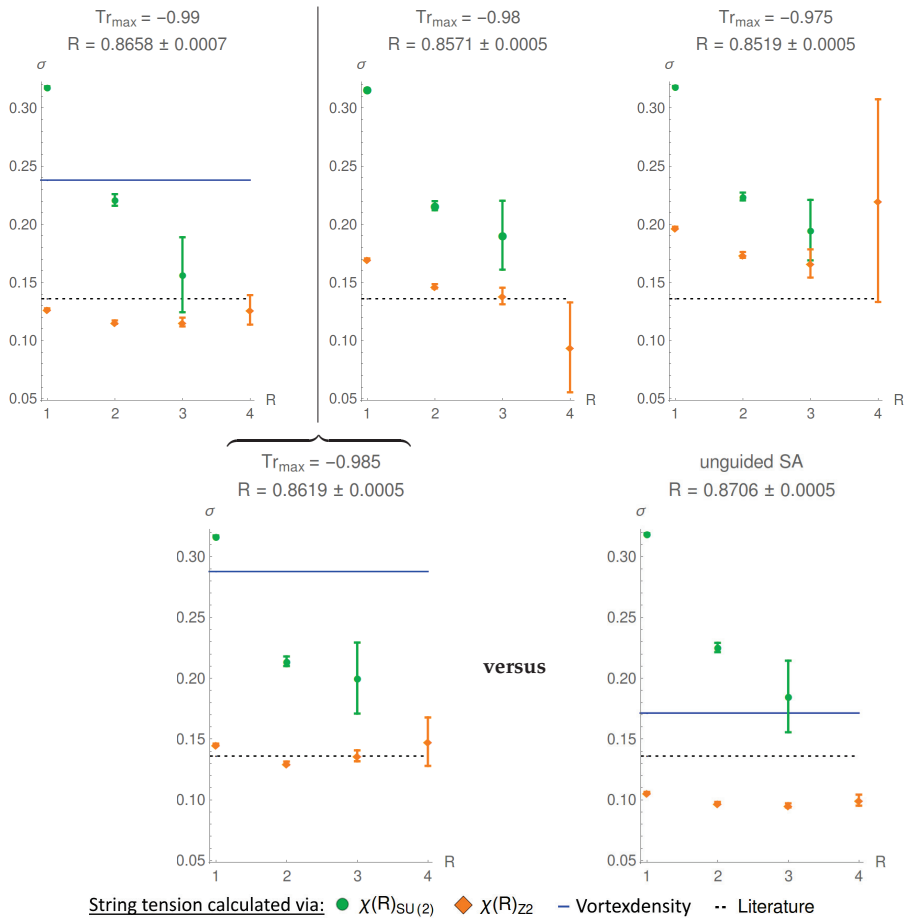 Tr_max = −0.99
R = 0.8658 ± 0.0007
σ
0.30
0.25
0.20
0.15
0.10
0.05
1 2 3 4 R
Tr_max = −0.98
R = 0.8571 ± 0.0005
σ
0.30
0.25
0.20
0.15
0.10
0.05
1 2 3 4 R
Tr_max = −0.975
R = 0.8519 ± 0.0005
σ
0.30
0.25
0.20
0.15
0.10
0.05
1 2 3 4 R
Tr_max = −0.985
R = 0.8619 ± 0.0005
σ
0.30
0.25
0.20
0.15
0.10
0.05
1 2 3 4 R
versus
unguided SA
R = 0.8706 ± 0.0005
σ
0.30
0.25
0.20
0.15
0.10
0.05
1 2 3 4 R
String tension calculated via: χ(R)SU(2) χ(R)Z2 Vortexdensity Literature